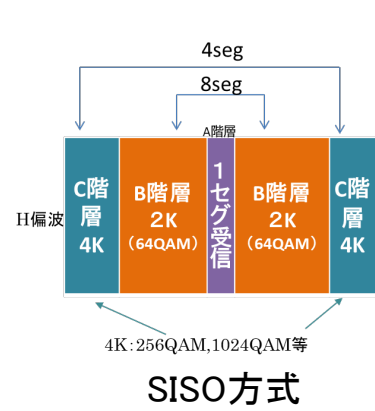 4seg
8seg
A階層
C階層
4K
B階層
2K
(64QAM)
1セグ受信
B階層
2K
(64QAM)
C階層
4K
H偏波
4K:256QAM,1024QAM等
SISO方式